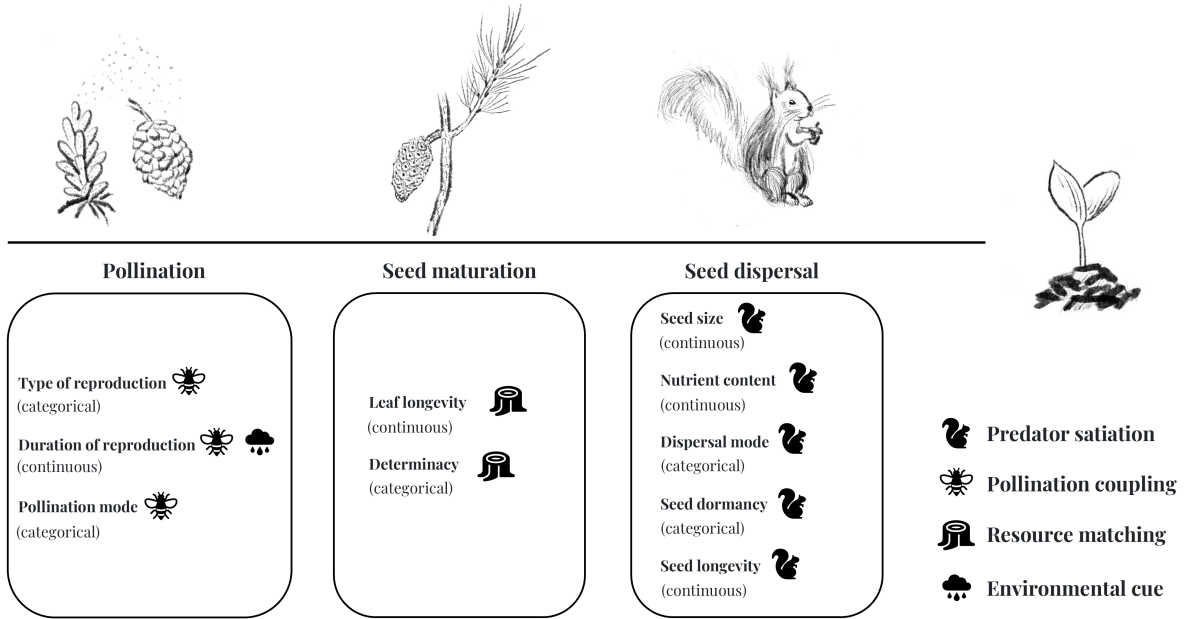 Pollination
Type of reproduction
(categorical)
Duration of reproduction
(continuous)
Pollination mode
(categorical)
Seed maturation
Leaf longevity
(continuous)
Determinacy
(categorical)
Seed dispersal
Seed size
(continuous)
Nutrient content
(continuous)
Dispersal mode
(categorical)
Seed dormancy
(categorical)
Seed longevity
(continuous)
Predator satiation
Pollination coupling
Resource matching
Environmental cue